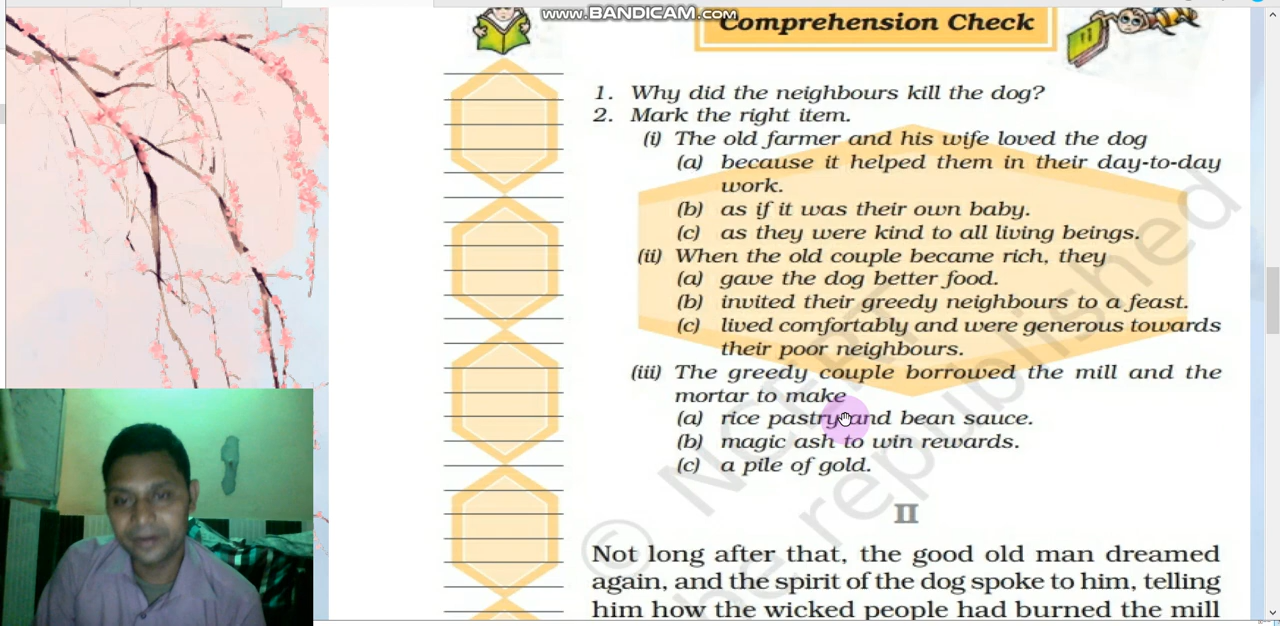 www.BANDICAM.com
Comprehension Check
1. Why did the neighbours kill the dog?
2. Mark the right item.
(i) The old farmer and his wife loved the dog
(a) because it helped them in their day-to-day
work.
(b) as if it was their own baby.
(c) as they were kind to all living beings.
(ii) When the old couple became rich, they
(a) gave the dog better food.
(b) invited their greedy neighbours to a feast.
(c) lived comfortably and were generous towards
their poor neighbours.
(iii) The greedy couple borrowed the mill and the
mortar to make
(a) rice pastry and bean sauce.
(b) magic ash to win rewards.
(c) a pile of gold.
© NCERT
be republished
II
Not long after that, the good old man dreamed
again, and the spirit of the dog spoke to him, telling
him how the wicked people had burned the mill